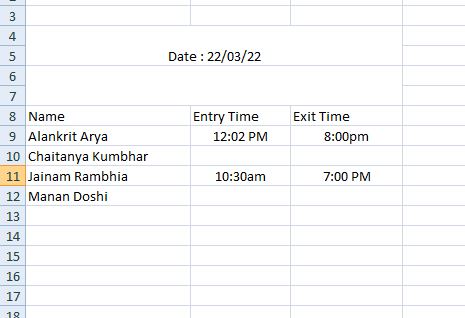 3
4
5 Date : 22/03/22
6
7
8 Name Entry Time Exit Time
9 Alankrit Arya 12:02 PM 8:00pm
10 Chaitanya Kumbhar
11 Jainam Rambhia 10:30am 7:00 PM
12 Manan Doshi
13
14
15
16
17
18